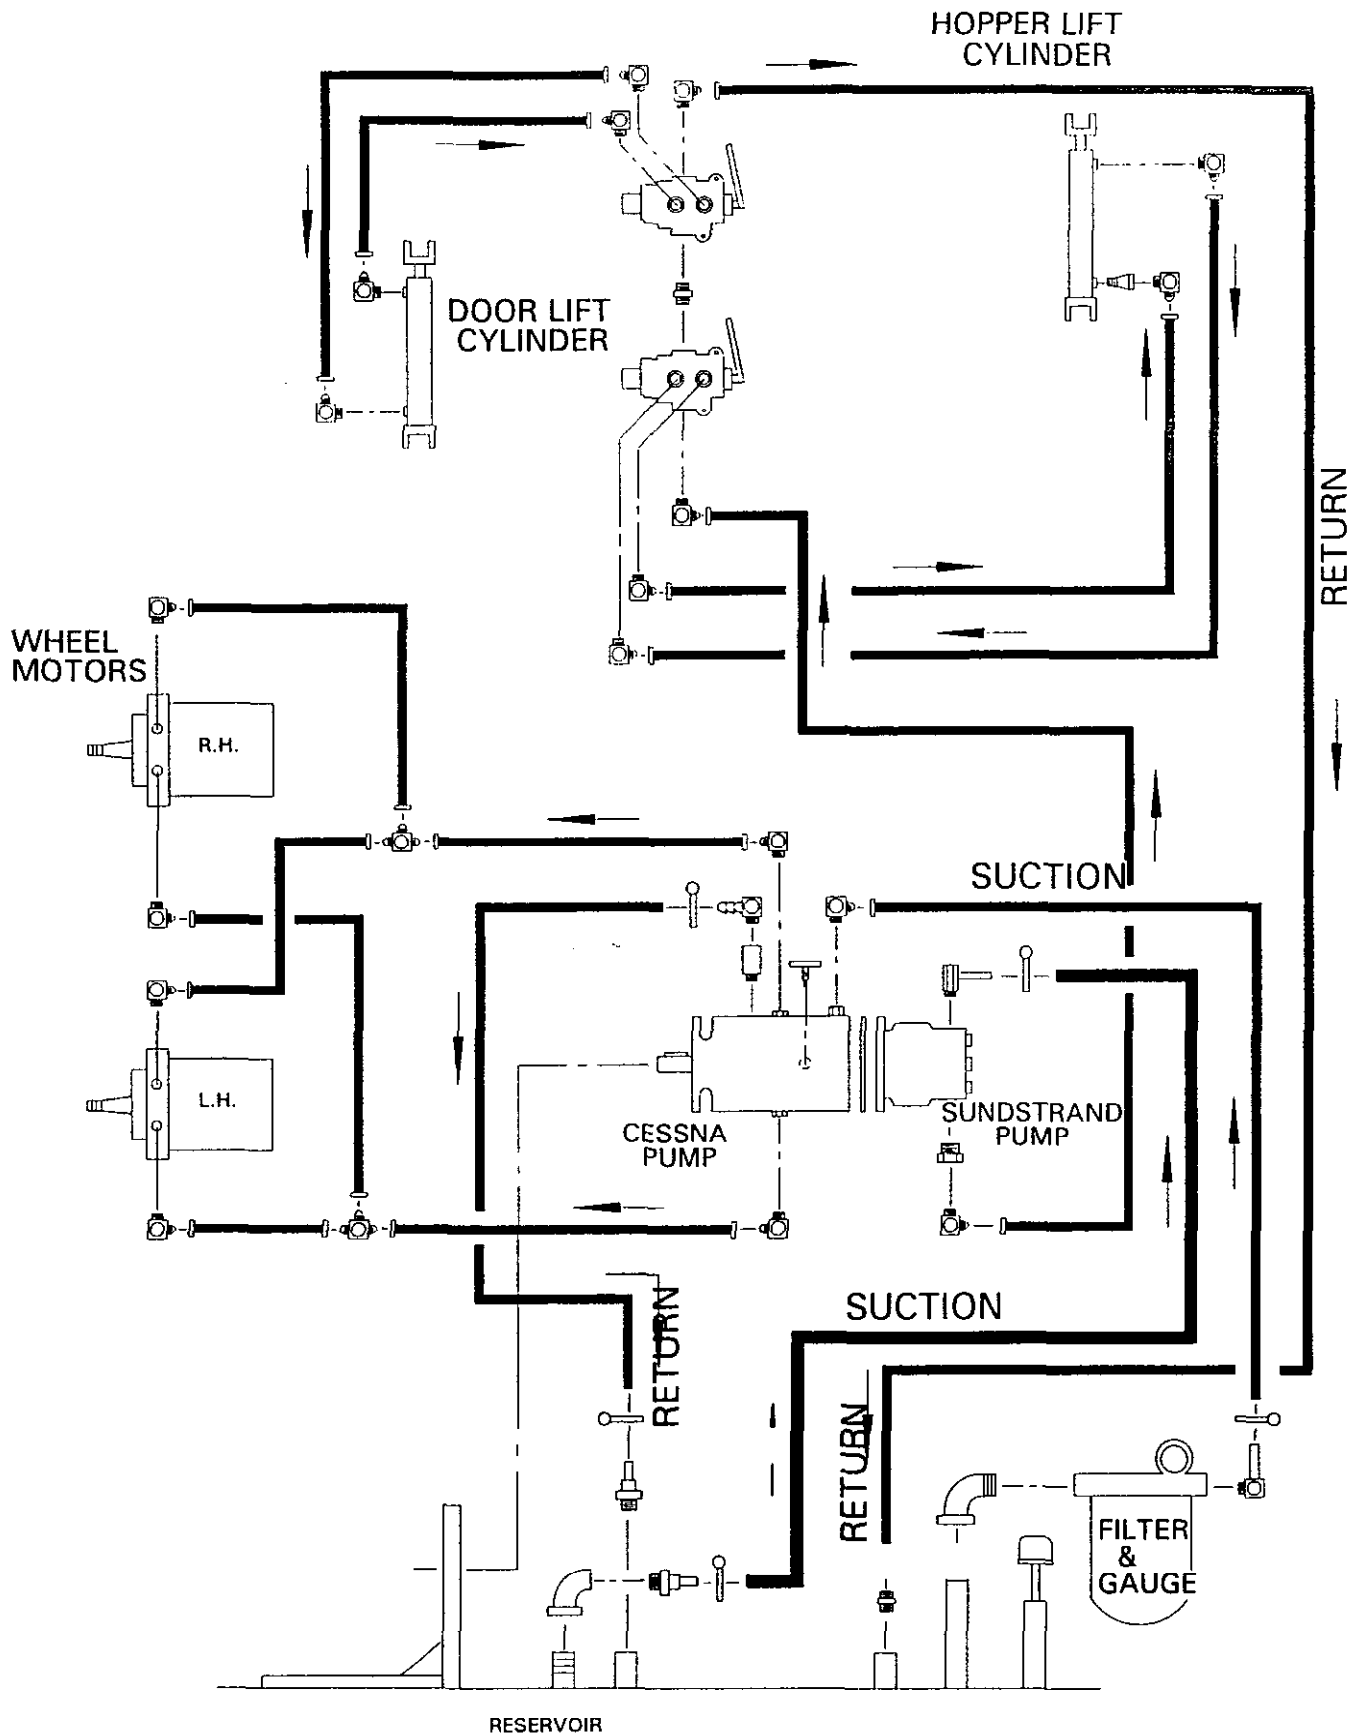 HOPPER LIFT
CYLINDER
DOOR LIFT
CYLINDER
RETURN
WHEEL
MOTORS
R.H.
SUCTION
L.H.
CESSNA
PUMP
SUNDSTRAND
PUMP
SUCTION
RETURN
RETURN
FILTER
&
GAUGE
RESERVOIR